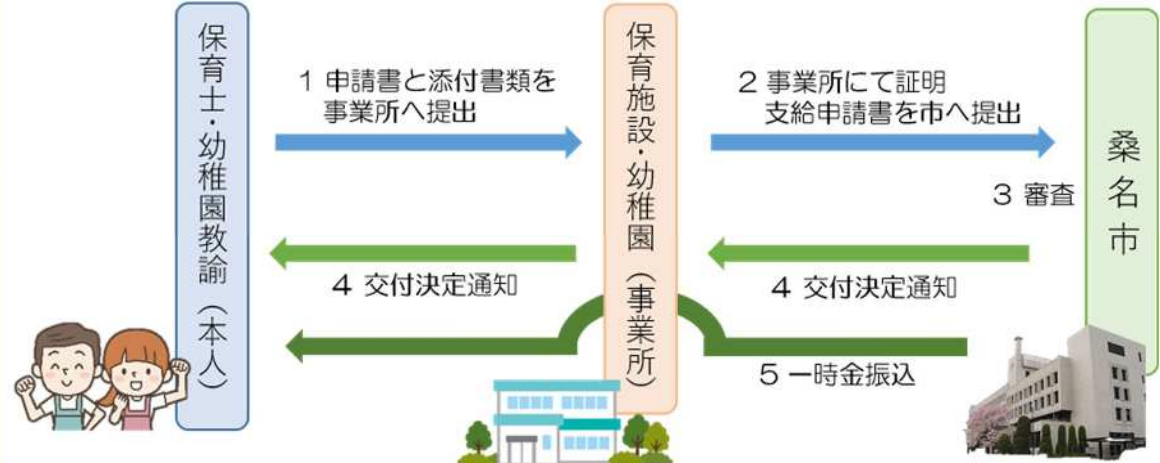 保育士・幼稚園教諭（本人）
1 申請書と添付書類を
事業所へ提出
保育施設・幼稚園（事業所）
2 事業所にて証明
支給申請書を市へ提出
桑名市
3 審査
4 交付決定通知
4 交付決定通知
5 一時金振込